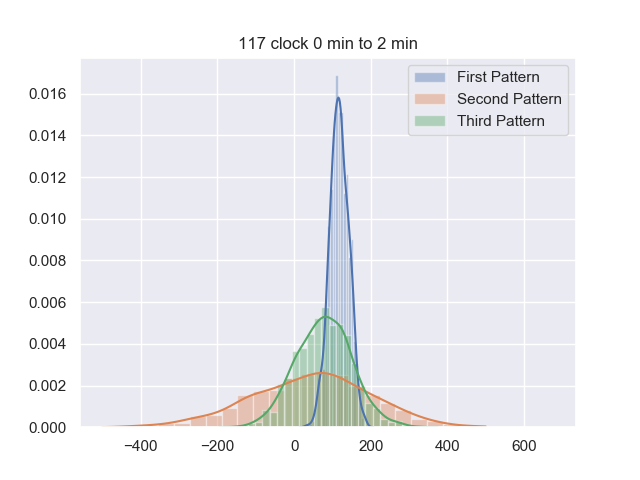 117 clock 0 min to 2 min
First Pattern
Second Pattern
Third Pattern
0.016
0.014
0.012
0.010
0.008
0.006
0.004
0.002
0.000
−400 −200 0 200 400 600